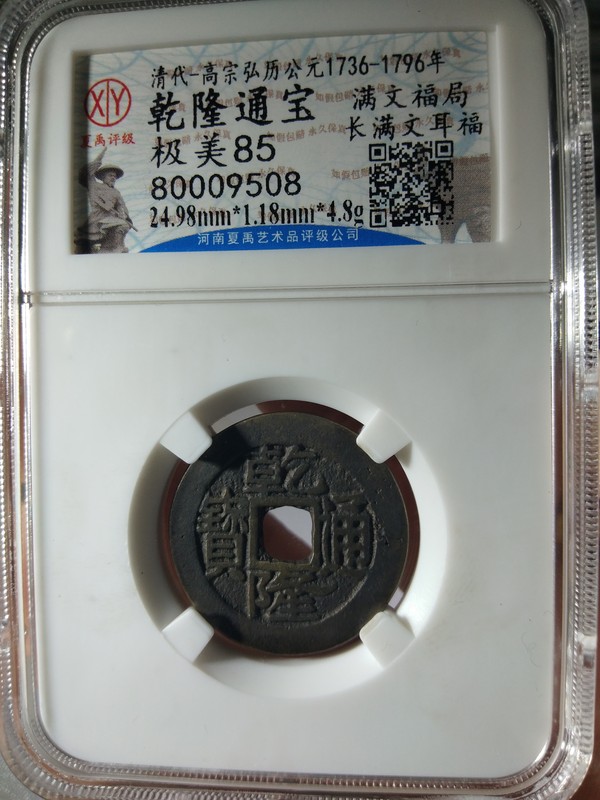 清代-高宗弘历公元1736-1796年
XY
夏禹评级
乾隆通宝
满文福局
长满文耳福
极美85
80009508
24.98mm*1.18mm*4.8g
河南夏禹艺术品评级公司
乾隆通寳